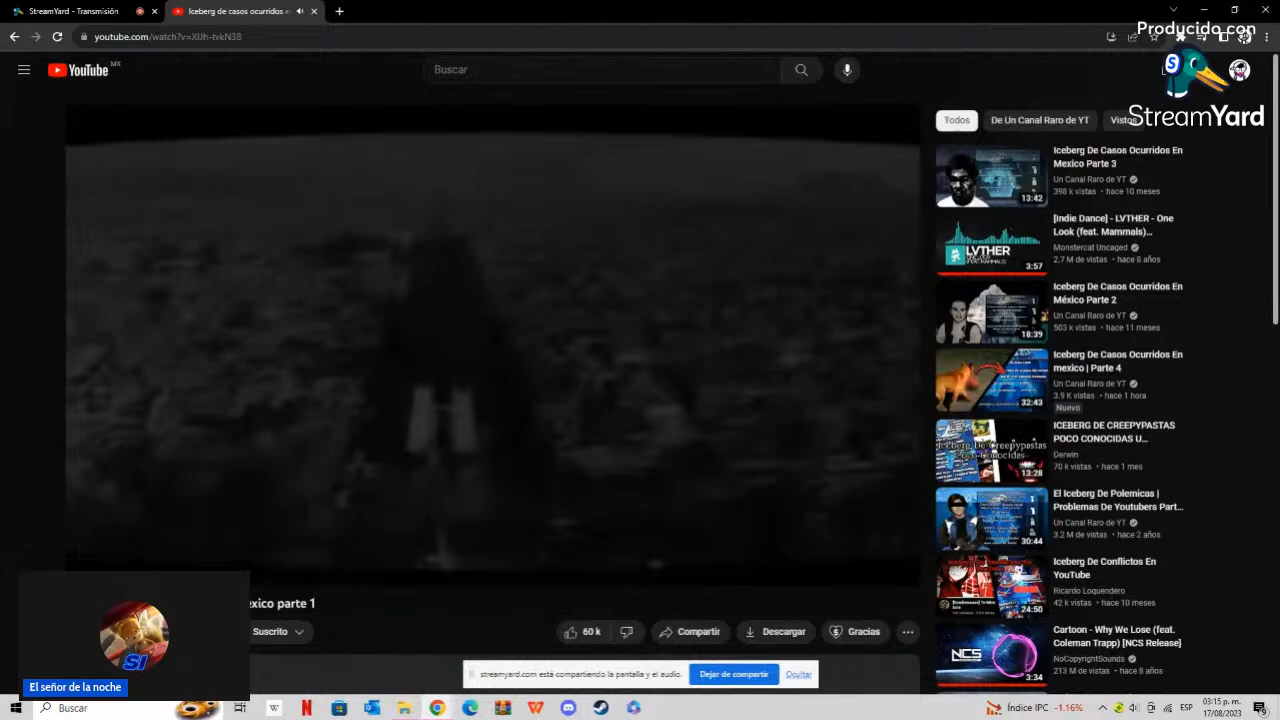 StreamYard - Transmisión
Iceberg de casos ocurridos e
youtube.com/watch?v=XlJh-tvkN38
Producido con
StreamYard
YouTube MX
Buscar
Todos
De Un Canal Raro de YT
Vistos
Iceberg De Casos Ocurridos En
Mexico Parte 3
Un Canal Raro de YT
398 k vistas • hace 10 meses
13:42
[Indie Dance] - LVTHER - One
Look (feat. Mammals)...
Monstercat Uncaged
2.7 M de vistas • hace 8 años
LVTHER
3:57
Iceberg De Casos Ocurridos En
México Parte 2
Un Canal Raro de YT
503 k vistas • hace 11 meses
18:39
Iceberg De Casos Ocurridos En
mexico | Parte 4
Un Canal Raro de YT
3.9 K vistas • hace 1 hora
Nuevo
32:43
ICEBERG DE CREEPYPASTAS
POCO CONOCIDAS U...
Derwin
70 k vistas • hace 1 mes
IceBerg De Creepypastas
Poco Conocidas
13:28
El Iceberg De Polemicas |
Problemas De Youtubers Part...
Un Canal Raro de YT
3.2 M de vistas • hace 2 años
30:44
Iceberg De Conflictos En
YouTube
Ricardo Loquendero
42 k vistas • hace 10 meses
24:50
Cartoon - Why We Lose (feat.
Coleman Trapp) [NCS Release]
NoCopyrightSounds
213 M de vistas • hace 8 años
NCS
3:34
xico parte 1
Suscrito
60 k
Compartir
Descargar
Gracias
streamyard.com está compartiendo la pantalla y el audio.
Dejar de compartir
Ocultar
SI
El señor de la noche
Buscar
Índice IPC -1.16%
ESP
03:15 p. m.
17/08/2023